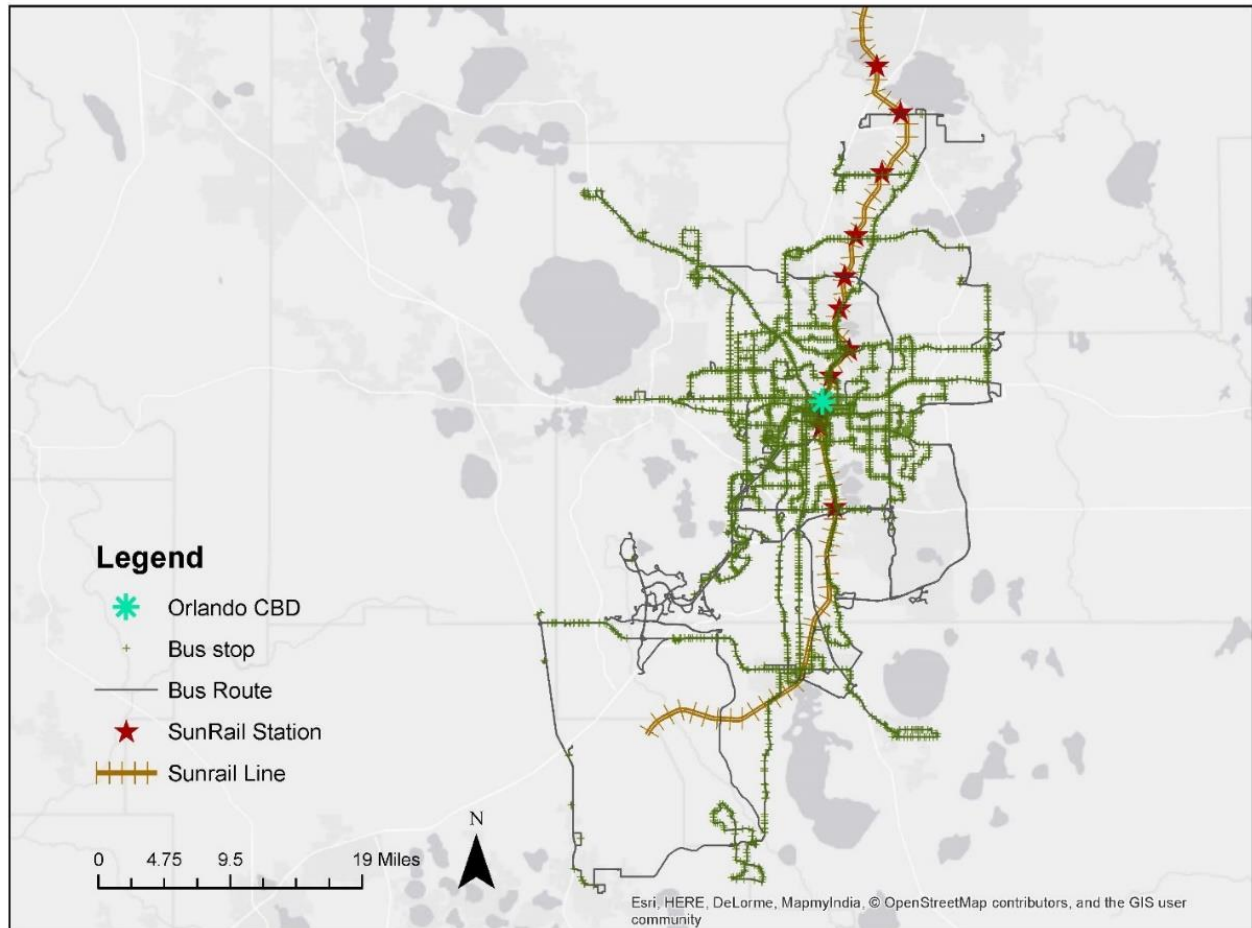 Legend
Orlando CBD
Bus stop
Bus Route
SunRail Station
Sunrail Line
0 4.75 9.5 19 Miles
N
Esri, HERE, DeLorme, MapmyIndia, © OpenStreetMap contributors, and the GIS user
community